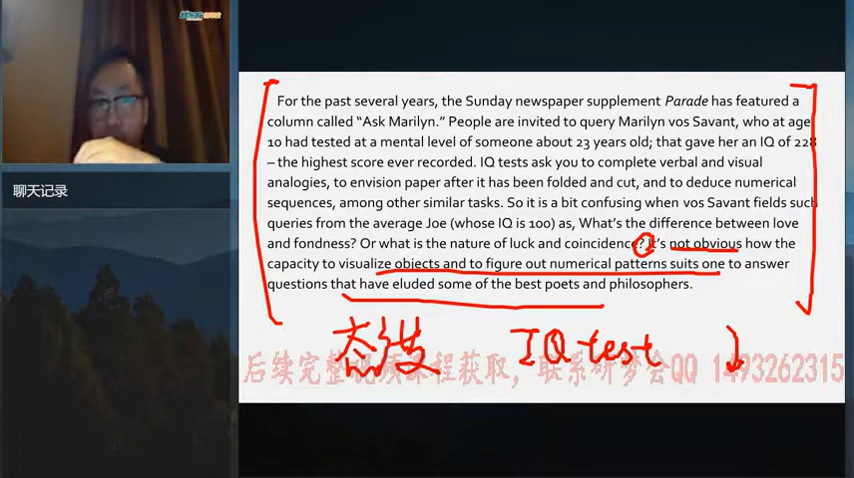 聊天记录
For the past several years, the Sunday newspaper supplement Parade has featured a
column called “Ask Marilyn.” People are invited to query Marilyn vos Savant, who at age
10 had tested at a mental level of someone about 23 years old; that gave her an IQ of 228
– the highest score ever recorded. IQ tests ask you to complete verbal and visual
analogies, to envision paper after it has been folded and cut, and to deduce numerical
sequences, among other similar tasks. So it is a bit confusing when vos Savant fields such
queries from the average Joe (whose IQ is 100) as, What’s the difference between love
and fondness? Or what is the nature of luck and coincidence? It’s not obvious how the
capacity to visualize objects and to figure out numerical patterns suits one to answer
questions that have eluded some of the best poets and philosophers.
态度 IQ test ↓
后续完整视频课程获取，联系研梦会QQ 1493262315